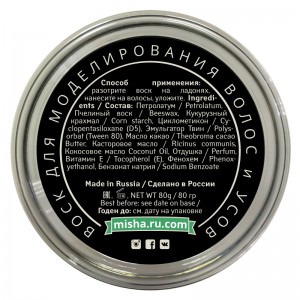 ВОСК ДЛЯ МОДЕЛИРОВАНИЯ ВОЛОС И УСОВ
Способ применения:
разотрите воск на ладонях,
нанесите на волосы, уложите. Ingredi-
ents / Состав: Петролатум / Petrolatum,
Пчелиный воск / Beeswax, Кукурузный
крахмал / Corn starch, Циклометикон / Cy-
clopentasiloxane (D5), Эмульгатор Твин / Polys-
orbat (Tween 80), Масло какао / Theobroma cacao
Butter, Касторовое масло / Ricinus communis,
Кокосовое масло Coconut Oil, Отдушка / Parfum,
Витамин Е / Tocopherol (E), Фенохем / Phenox-
yethanol, Бензоат натрия / Sodium Benzoate
Made in Russia / Сделано в России
NET WT 80g / 80 гр
Best before: see date on base /
Годен до: см. дату на упаковке
misha.ru.com